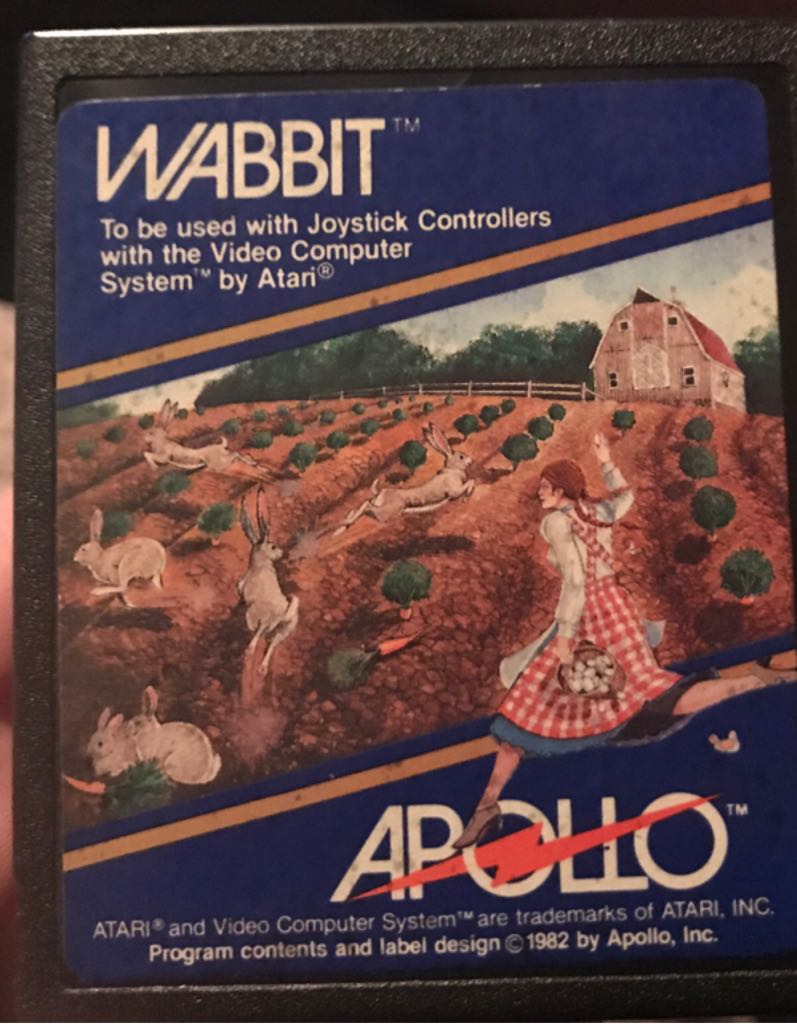 WABBIT™
To be used with Joystick Controllers
with the Video Computer
System™ by Atari®
APOLLO™
ATARI® and Video Computer System™ are trademarks of ATARI, INC.
Program contents and label design © 1982 by Apollo, Inc.